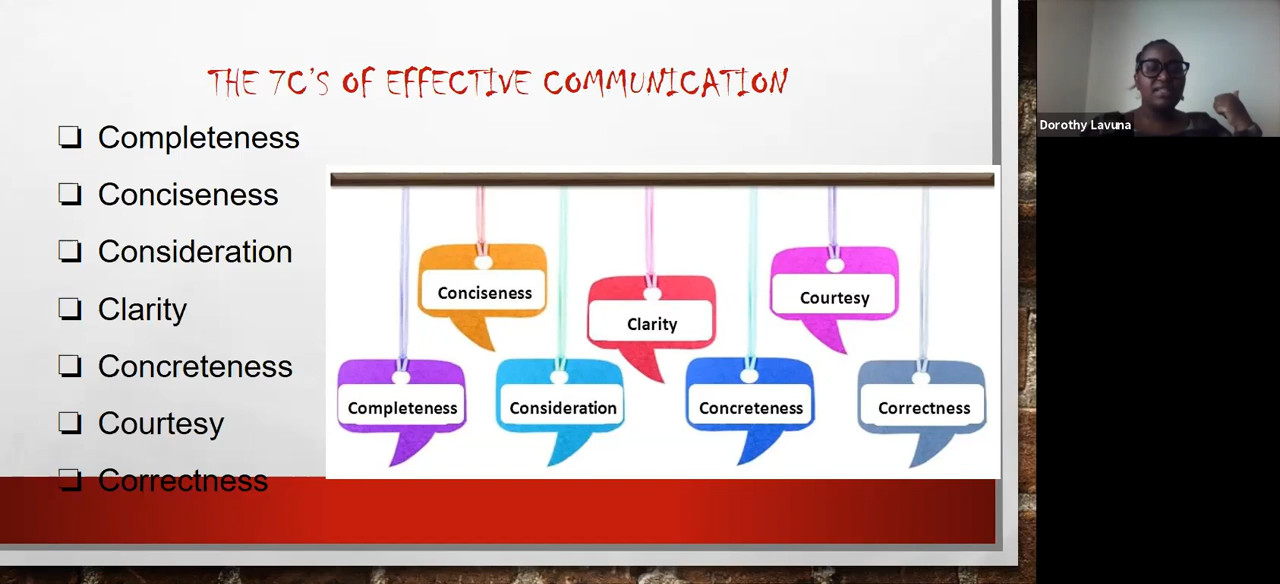 THE 7C'S OF EFFECTIVE COMMUNICATION
Completeness
Conciseness
Consideration
Clarity
Concreteness
Courtesy
Correctness
Conciseness
Clarity
Courtesy
Completeness
Consideration
Concreteness
Correctness
Dorothy Lavuna